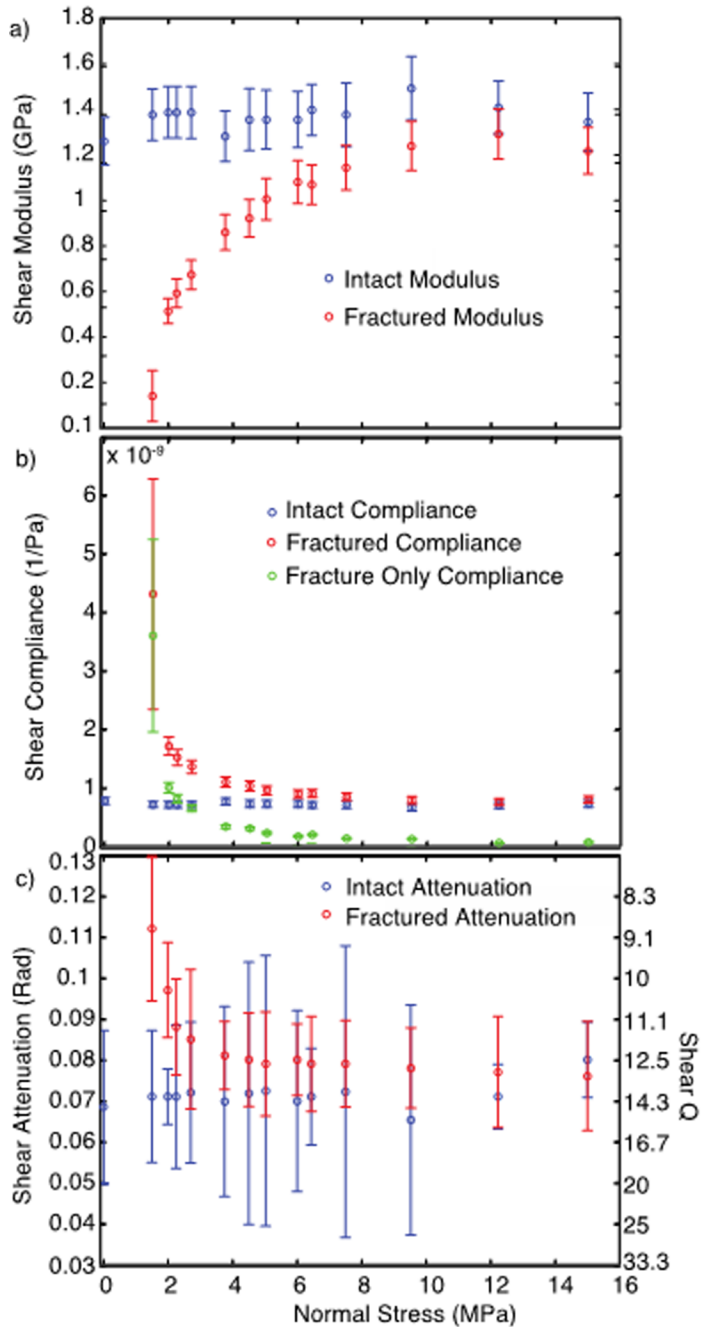 a)
1.8
1.6
1.4
1.2
1
0.8
0.6
0.4
0.2
0.1
Shear Modulus (GPa)
Intact Modulus
Fractured Modulus
b)
x 10⁻⁹
6
5
4
3
2
1
0
Shear Compliance (1/Pa)
Intact Compliance
Fractured Compliance
Fracture Only Compliance
c)
0.13
0.12
0.11
0.1
0.09
0.08
0.07
0.06
0.05
0.04
0.03
Shear Attenuation (Rad)
Intact Attenuation
Fractured Attenuation
8.3
9.1
10
11.1
12.5
14.3
16.7
20
25
33.3
Shear Q
0 2 4 6 8 10 12 14 16
Normal Stress (MPa)